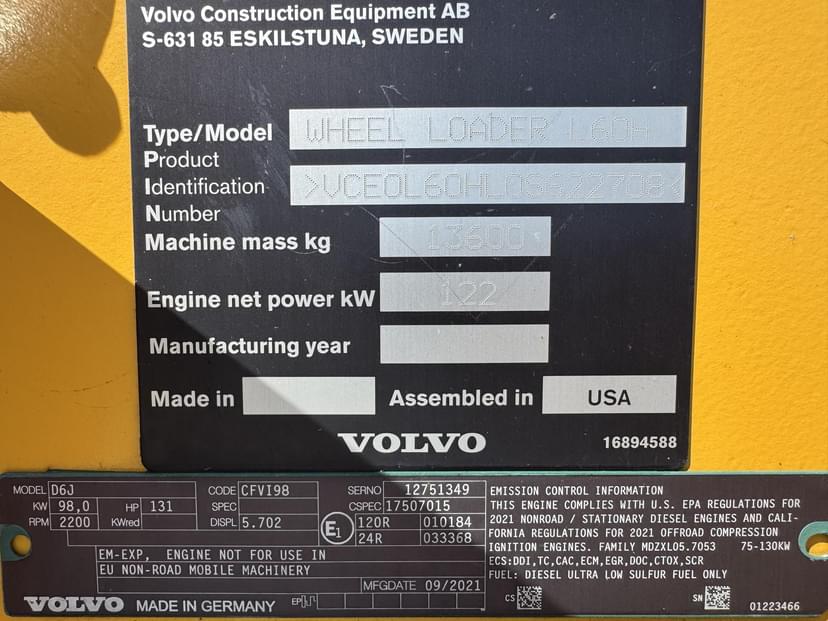 Volvo Construction Equipment AB
S-631 85 ESKILSTUNA, SWEDEN
Type/Model WHEEL LOADER L60H
Product
Identification >VCE0L60HL0S622708<
Number
Machine mass kg 13600
Engine net power kW 122
Manufacturing year
Made in Assembled in USA
VOLVO 16894588
MODEL D6J CODE CFVI98 SERNO 12751349
KW 98,0 HP 131 SPEC CSPEC 17507015
RPM 2200 KWred DISPL 5.702 E1 120R 010184
24R 033368
EM-EXP, ENGINE NOT FOR USE IN
EU NON-ROAD MOBILE MACHINERY
MFGDATE 09/2021
VOLVO MADE IN GERMANY EP
EMISSION CONTROL INFORMATION
THIS ENGINE COMPLIES WITH U.S. EPA REGULATIONS FOR
2021 NONROAD / STATIONARY DIESEL ENGINES AND CALI-
FORNIA REGULATIONS FOR 2021 OFFROAD COMPRESSION
IGNITION ENGINES. FAMILY MDZXL05.7053 75-130KW
ECS:DDI,TC,CAC,ECM,EGR,DOC,CTOX,SCR
FUEL: DIESEL ULTRA LOW SULFUR FUEL ONLY
CS SN 01223466